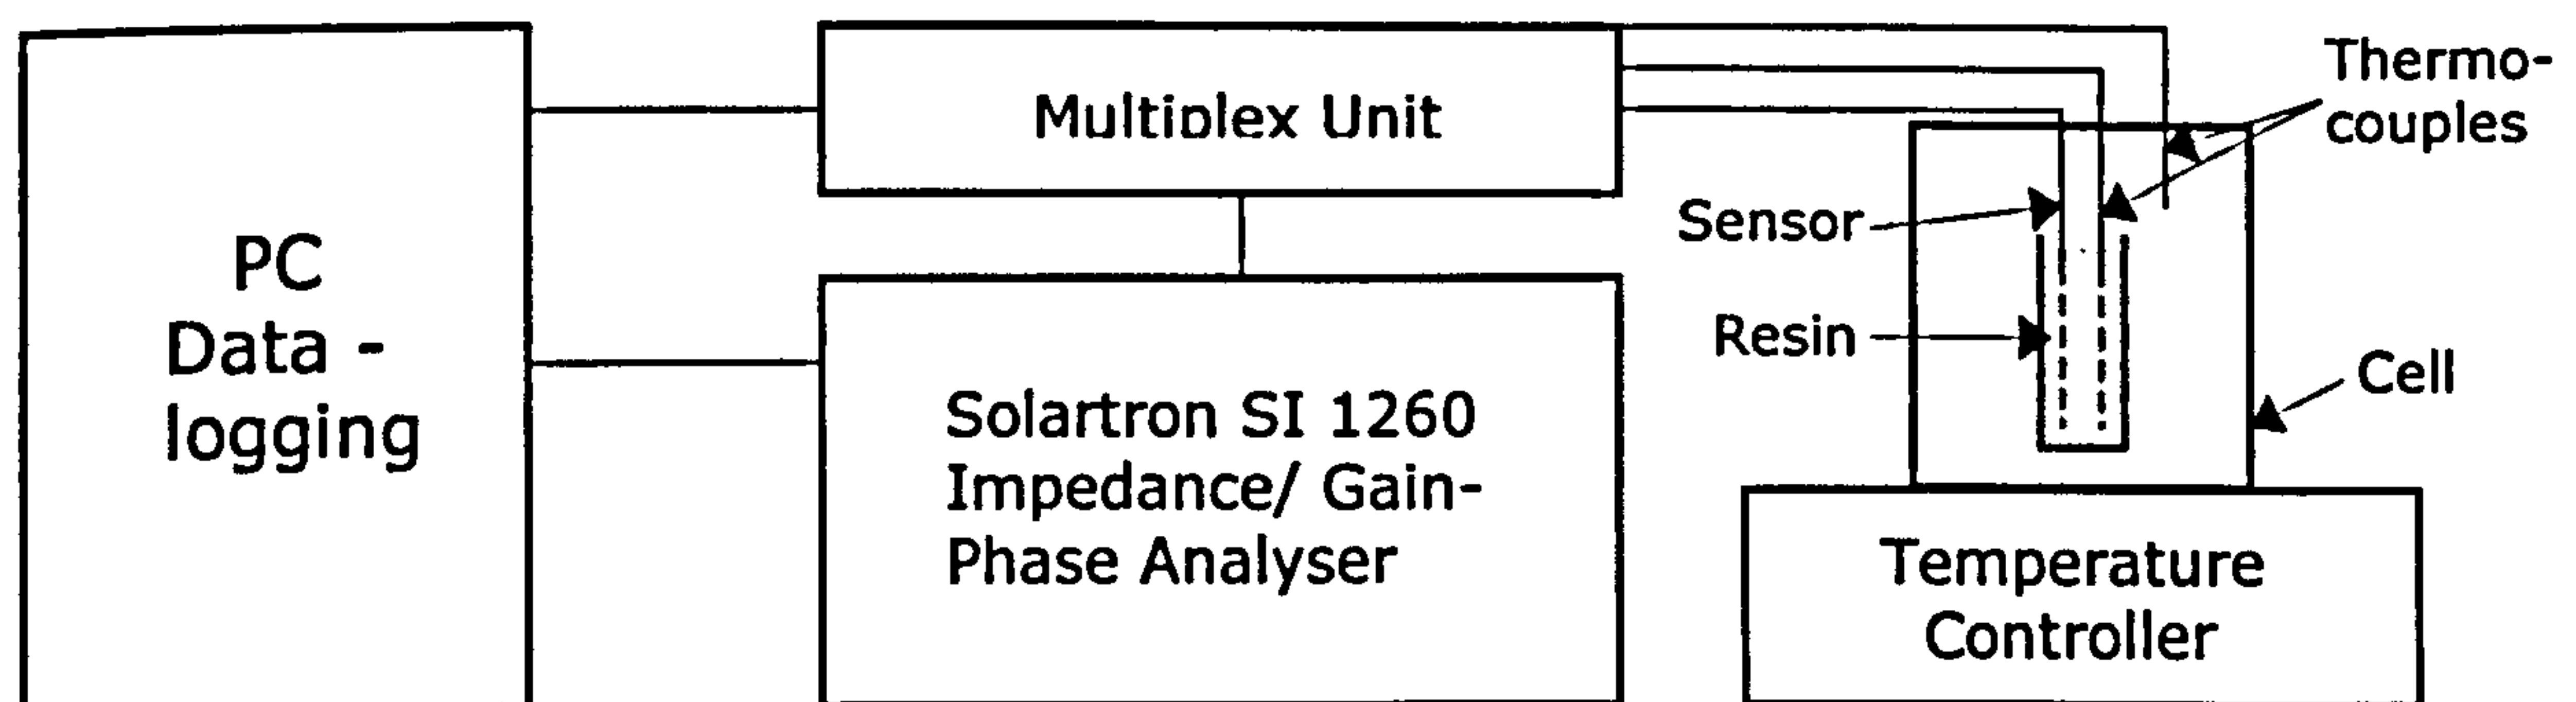 PC
Data -
logging
Multiplex Unit
Solartron SI 1260
Impedance/ Gain-
Phase Analyser
Thermo-
couples
Sensor
Resin
Cell
Temperature
Controller